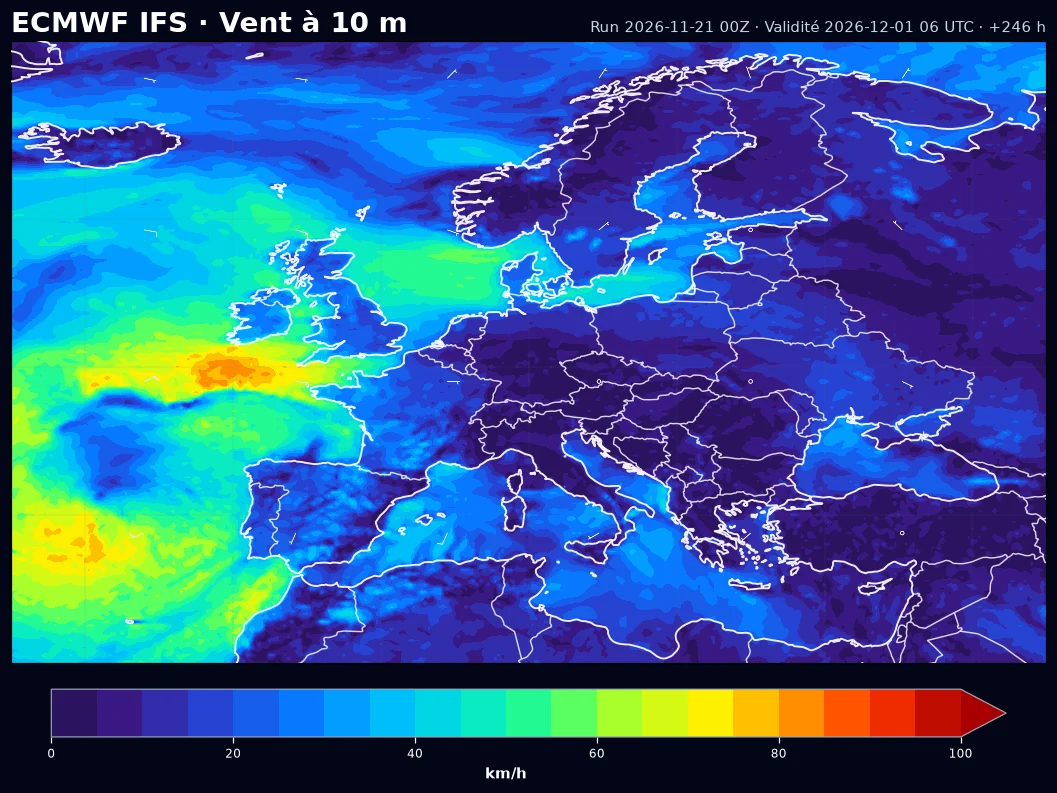 ECMWF IFS · Vent à 10 m
Run 2026-11-21 00Z · Validité 2026-12-01 06 UTC · +246 h
0 20 40 60 80 100
km/h